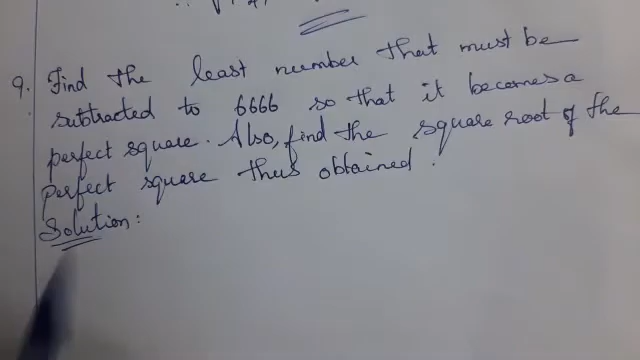 9. Find the least number that must be
subtracted to 6666 so that it becomes a
perfect square. Also, find the square root of the
perfect square thus obtained.
Solution: